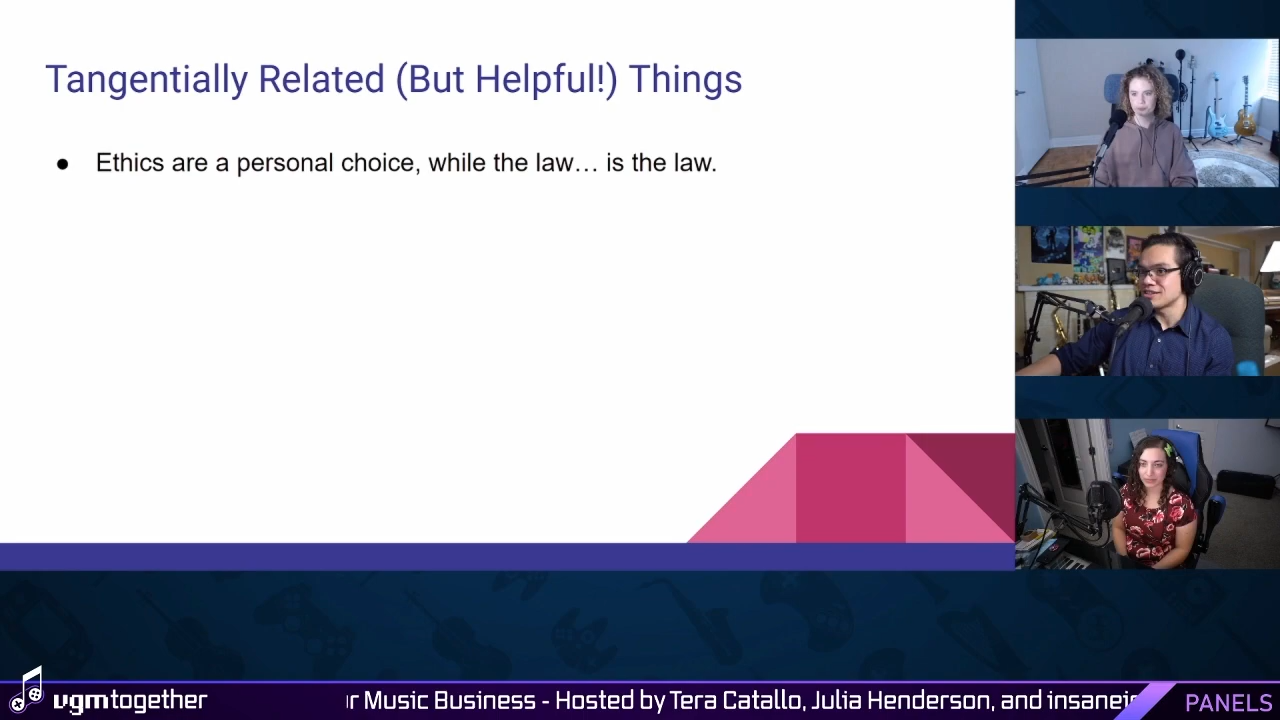 Tangentially Related (But Helpful!) Things
● Ethics are a personal choice, while the law… is the law.
vgmtogether
r Music Business - Hosted by Tera Catallo, Julia Henderson, and insanei
PANELS